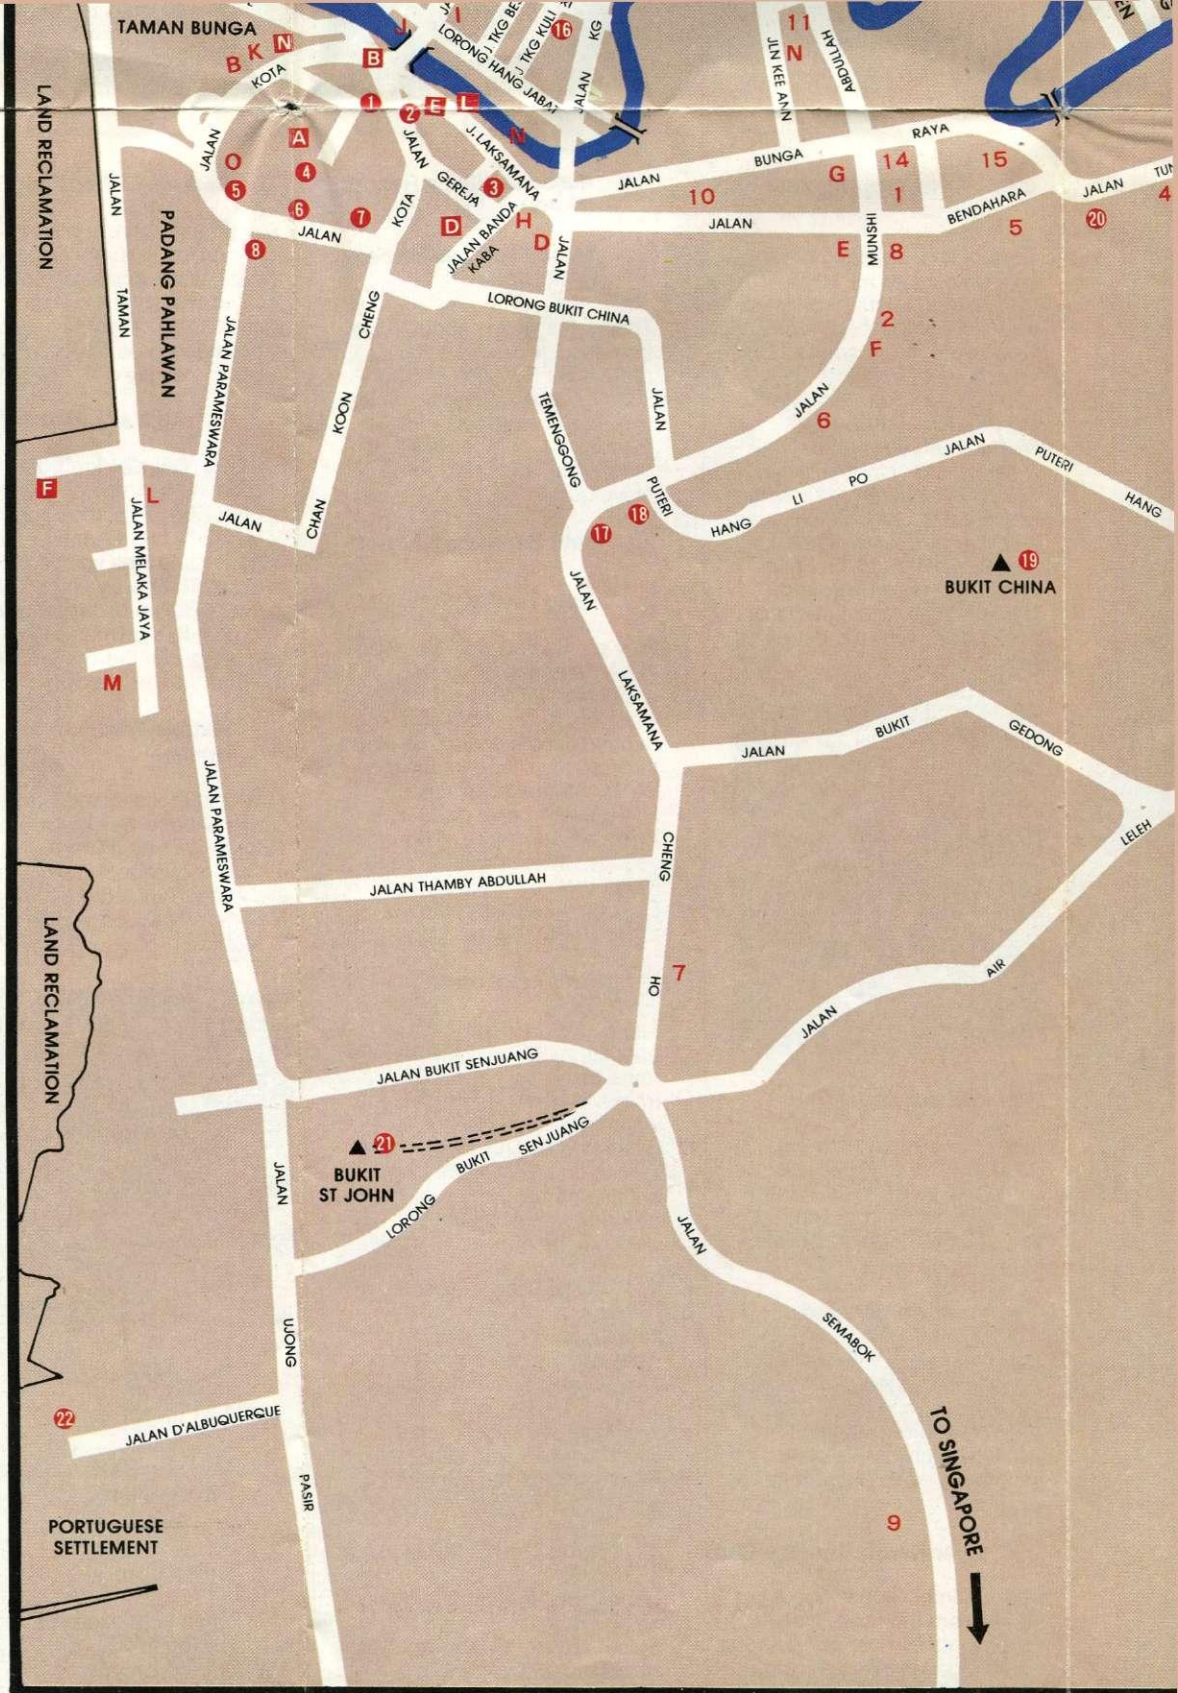 TAMAN BUNGA
B
K
N
KOTA
B
J
I
LORONG HANG JABAT
J TKG BESI
J TKG KULI
16
KG
JALAN
11
N
JLN KEE ANN
ABDULLAH
LAND RECLAMATION
JALAN
TAMAN
1
2
E
L
A
4
O
5
6
7
8
JALAN
JALAN
KOTA
JALAN
GEREJA
J. LAKSAMANA
N
3
D
H
D
JALAN BANDA
KABA
JALAN
BUNGA
RAYA
10
JALAN
G
14
15
1
BENDAHARA
5
JALAN
4
20
E
8
MUNSHI
2
F
JALAN
6
PADANG PAHLAWAN
JALAN PARAMESWARA
CHENG
KOON
CHAN
JALAN
JALAN
LORONG BUKIT CHINA
TEMENGGONG
JALAN
PUTERI
HANG
LI
PO
JALAN
PUTERI
HANG
17
18
19
BUKIT CHINA
F
L
JALAN MELAKA JAYA
M
JALAN
LAKSAMANA
CHENG
HO
7
JALAN
BUKIT
GEDONG
LELEH
AIR
JALAN
JALAN PARAMESWARA
JALAN THAMBY ABDULLAH
LAND RECLAMATION
JALAN BUKIT SENJUANG
21
BUKIT
ST JOHN
LORONG
BUKIT
SENJUANG
JALAN
UJONG
PASIR
JALAN
SEMABOK
22
JALAN D'ALBUQUERQUE
PORTUGUESE
SETTLEMENT
9
TO SINGAPORE